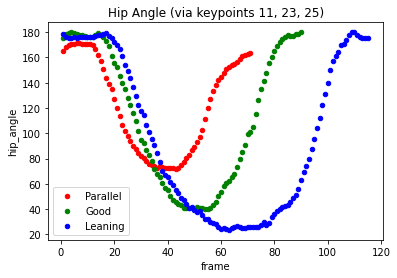 Hip Angle (via keypoints 11, 23, 25)
180
160
140
120
100
80
60
40
20
hip_angle
Parallel
Good
Leaning
0 20 40 60 80 100 120
frame